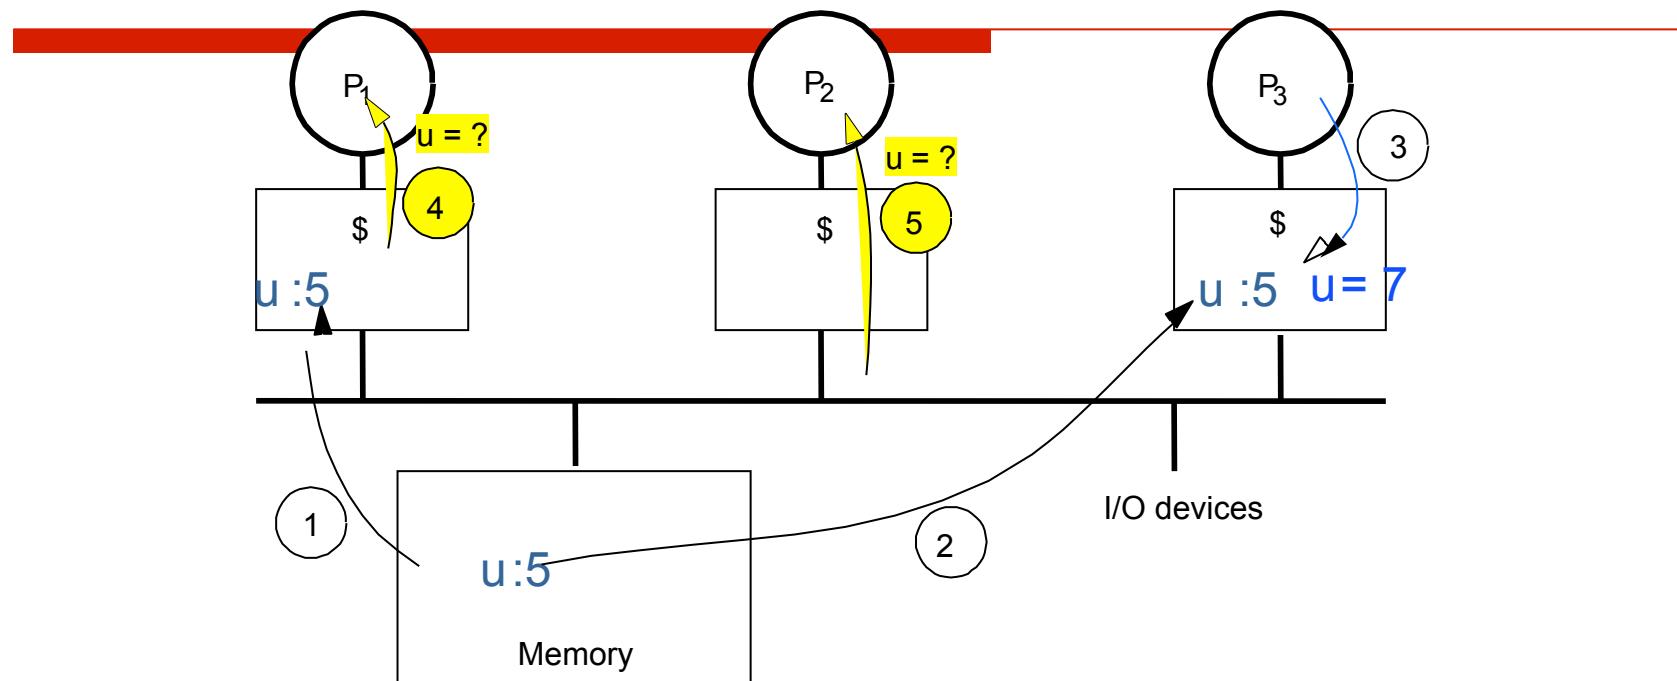 P1
P2
P3
u = ?
u = ?
3
4
5
$
$
$
u :5
u :5
u= 7
1
2
I/O devices
u:5
Memory